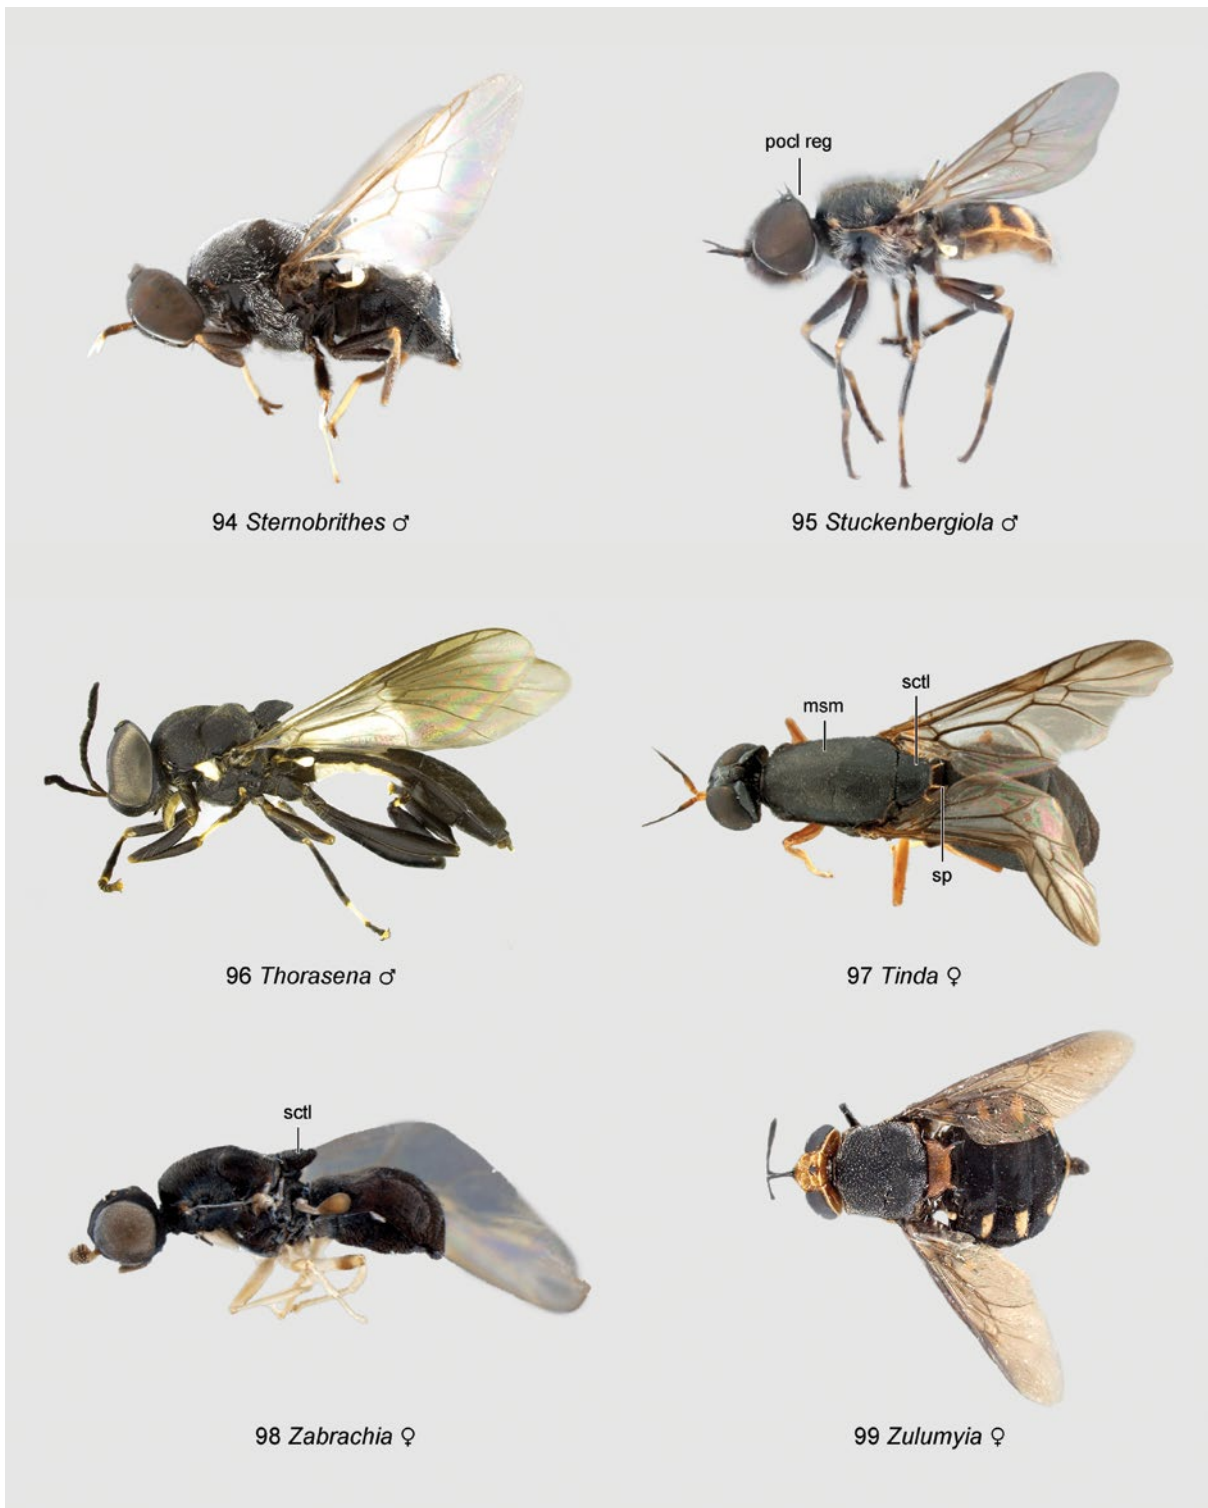 pocl reg
94 Sternobrithes ♂
95 Stuckenbergiola ♂
sctl
msm
sp
96 Thorasena ♂
97 Tinda ♀
sctl
98 Zabrachia ♀
99 Zulumyia ♀